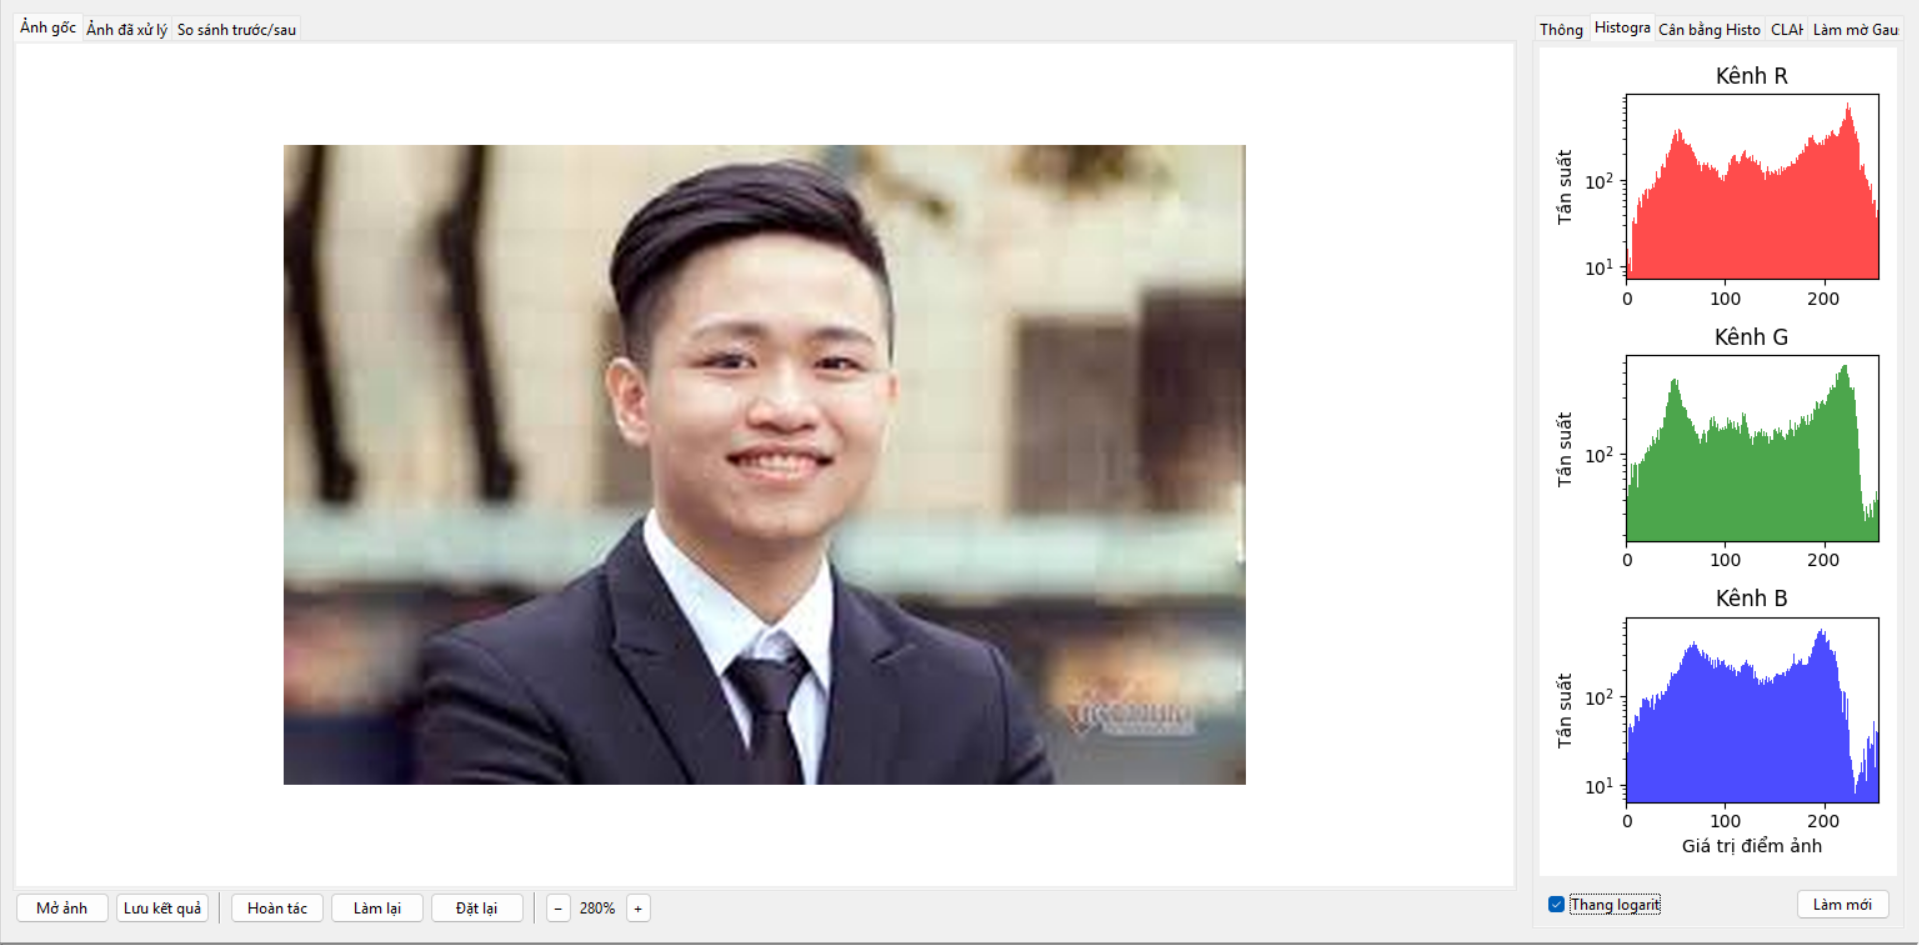 Ảnh gốc Ảnh đã xử lý So sánh trước/sau
Thông Histogra Cân bằng Histo CLAH Làm mờ Gau
Kênh R
Tần suất
10²
10¹
0 100 200
Kênh G
Tần suất
10²
0 100 200
Kênh B
Tần suất
10²
10¹
0 100 200
Giá trị điểm ảnh
Mở ảnh Lưu kết quả Hoàn tác Làm lại Đặt lại − 280% +
Thang logarit Làm mới